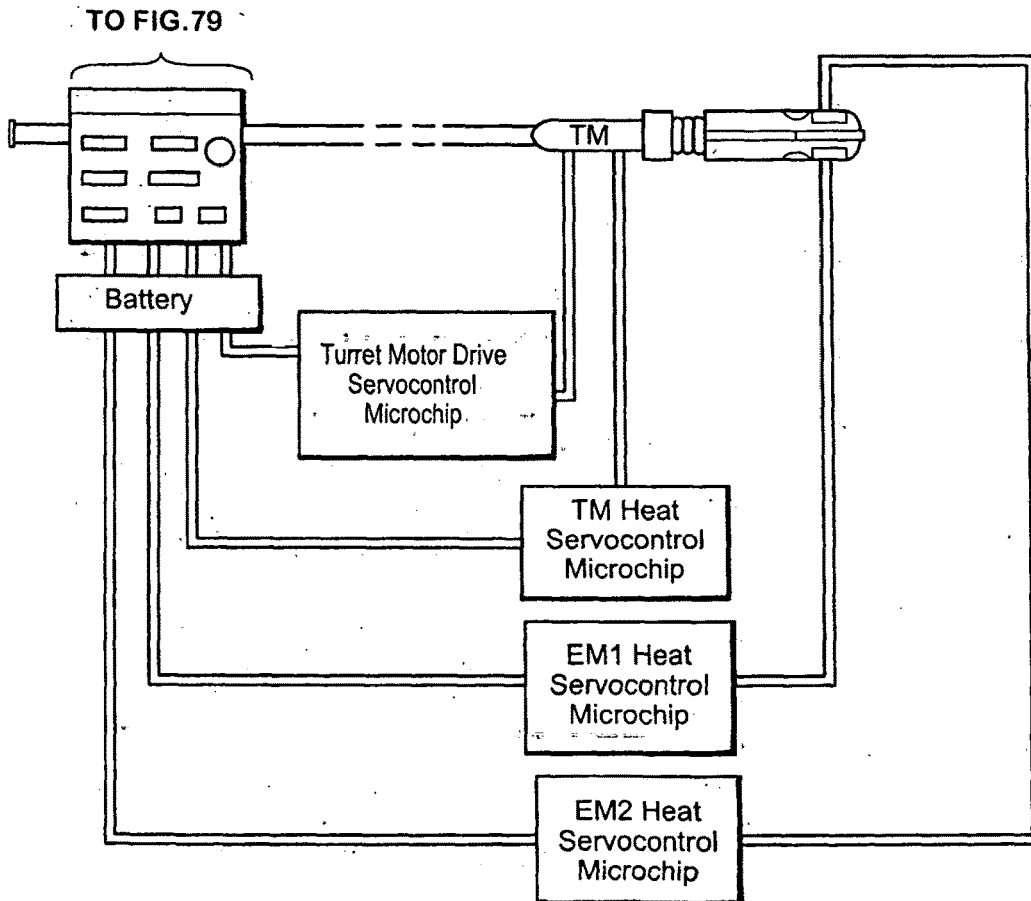 TO FIG.79
TM
Battery
Turret Motor Drive
Servocontrol
Microchip
TM Heat
Servocontrol
Microchip
EM1 Heat
Servocontrol
Microchip
EM2 Heat
Servocontrol
Microchip